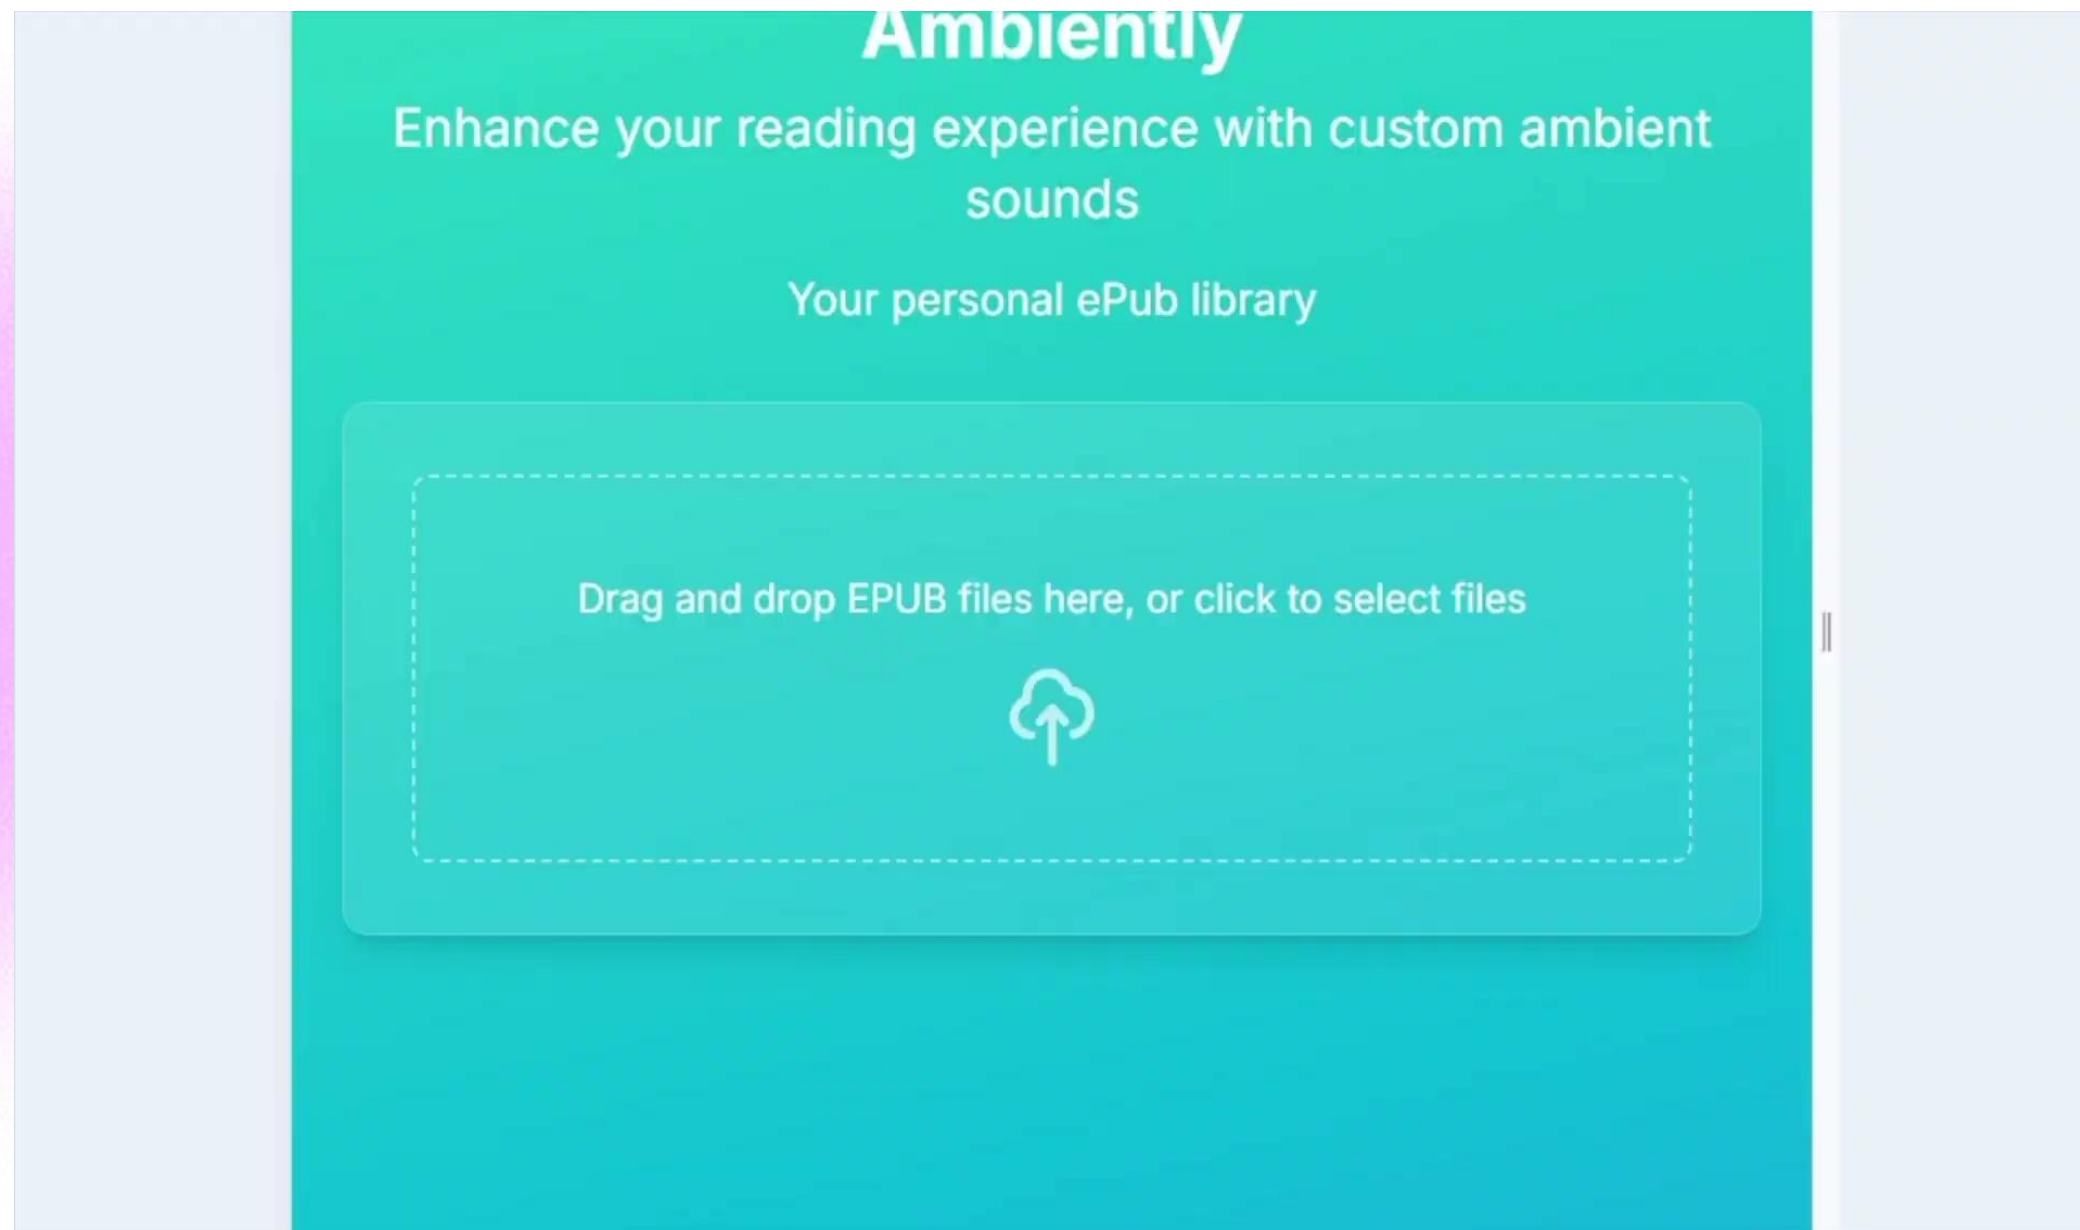 Ambiently
Enhance your reading experience with custom ambient
sounds
Your personal ePub library
Drag and drop EPUB files here, or click to select files